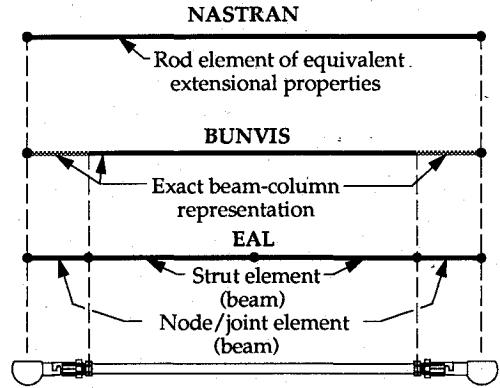 NASTRAN
Rod element of equivalent
extensional properties
BUNVIS
Exact beam-column
representation
EAL
Strut element
(beam)
Node/joint element
(beam)